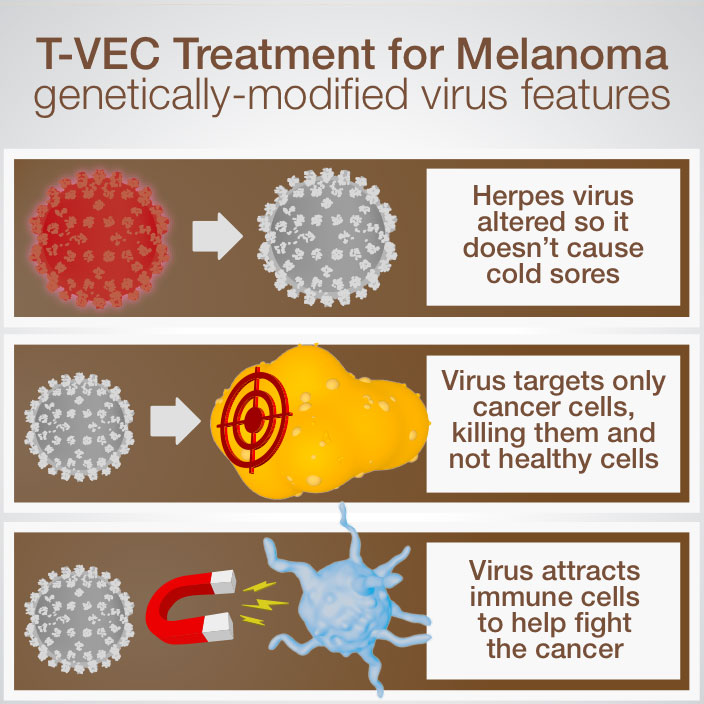 T-VEC Treatment for Melanoma
genetically-modified virus features
Herpes virus
altered so it
doesn't cause
cold sores
Virus targets only
cancer cells,
killing them and
not healthy cells
Virus attracts
immune cells
to help fight
the cancer